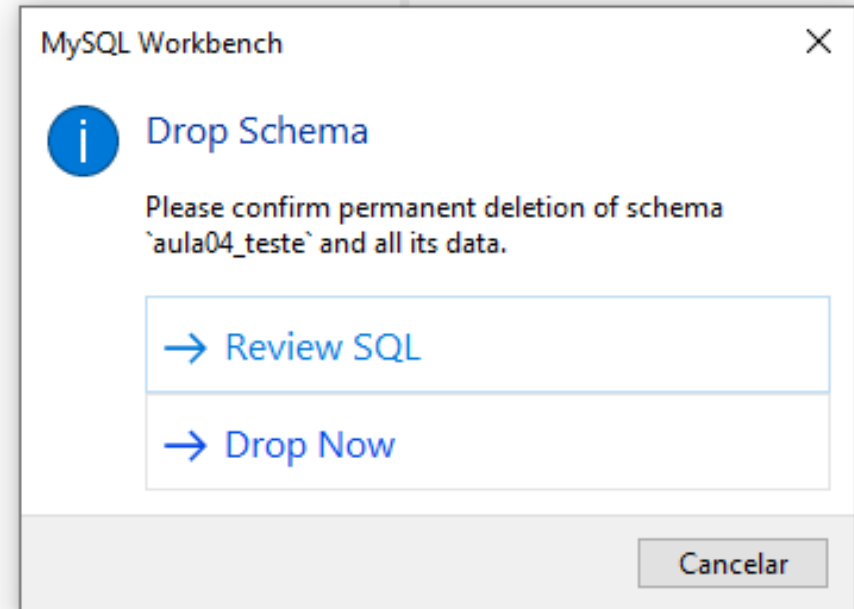 MySQL Workbench
Drop Schema
Please confirm permanent deletion of schema
`aula04_teste` and all its data.
Review SQL
Drop Now
Cancelar